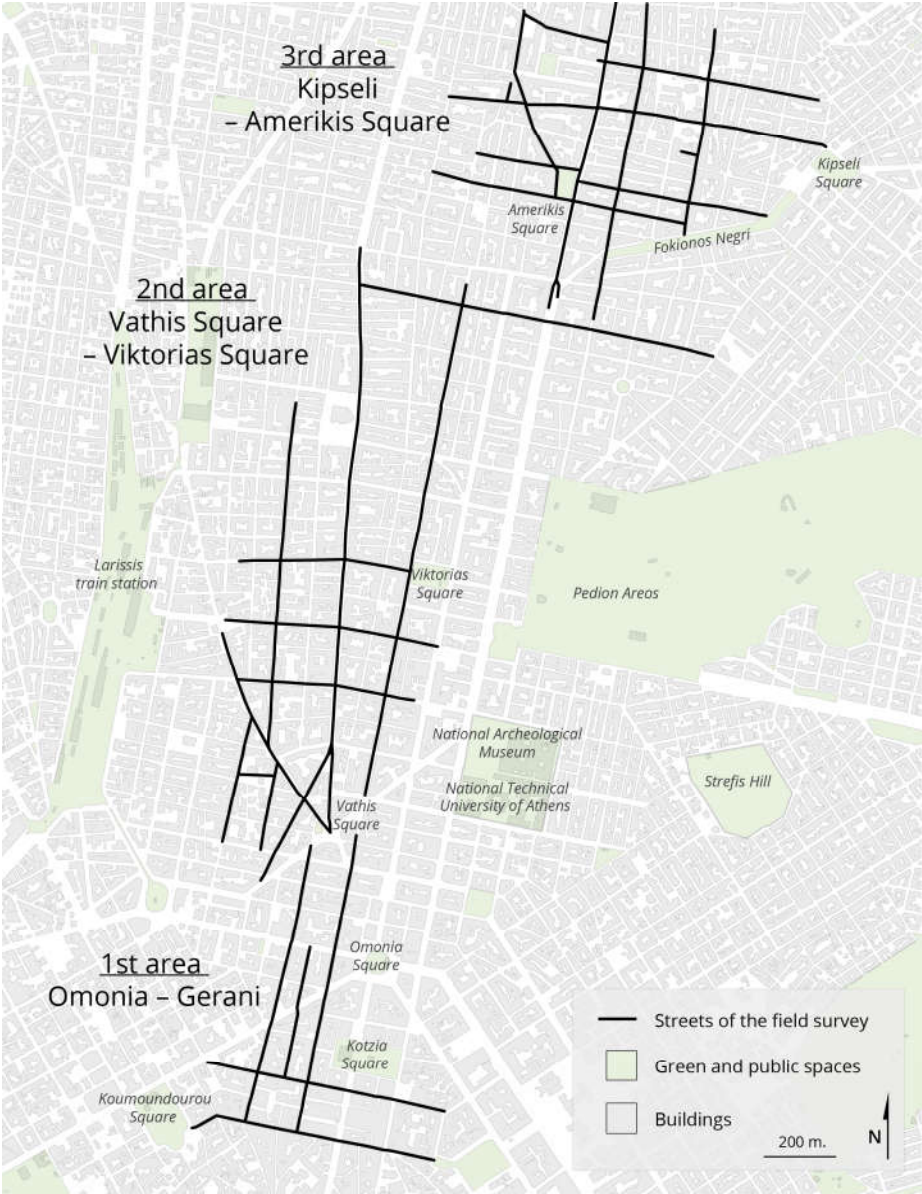 3rd area
Kipseli
– Amerikis Square
Kipseli
Square
Amerikis
Square
Fokionos Negri
2nd area
Vathis Square
– Viktorias Square
Larissis
train station
Viktorias
Square
Pedion Areos
National Archeological
Museum
National Technical
University of Athens
Strefis Hill
Vathis
Square
Omonia
Square
1st area
Omonia – Gerani
Kotzia
Square
Koumoundourou
Square
Streets of the field survey
Green and public spaces
Buildings
200 m.
N